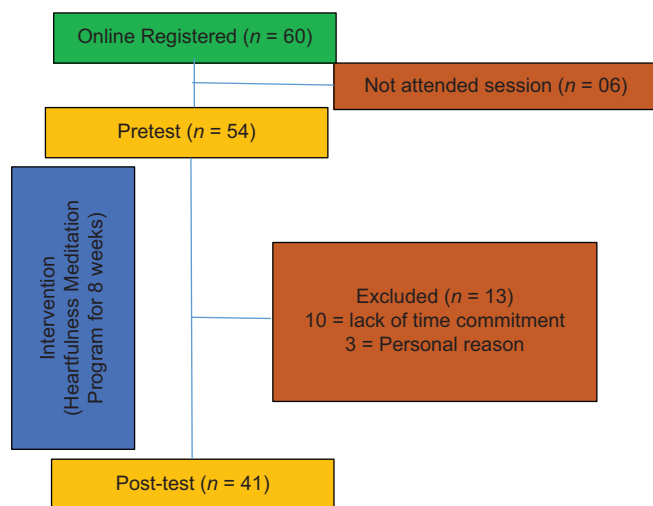 Online Registered (n = 60)
Not attended session (n = 06)
Pretest (n = 54)
Intervention
(Heartfulness Meditation
Program for 8 weeks)
Excluded (n = 13)
10 = lack of time commitment
3 = Personal reason
Post-test (n = 41)